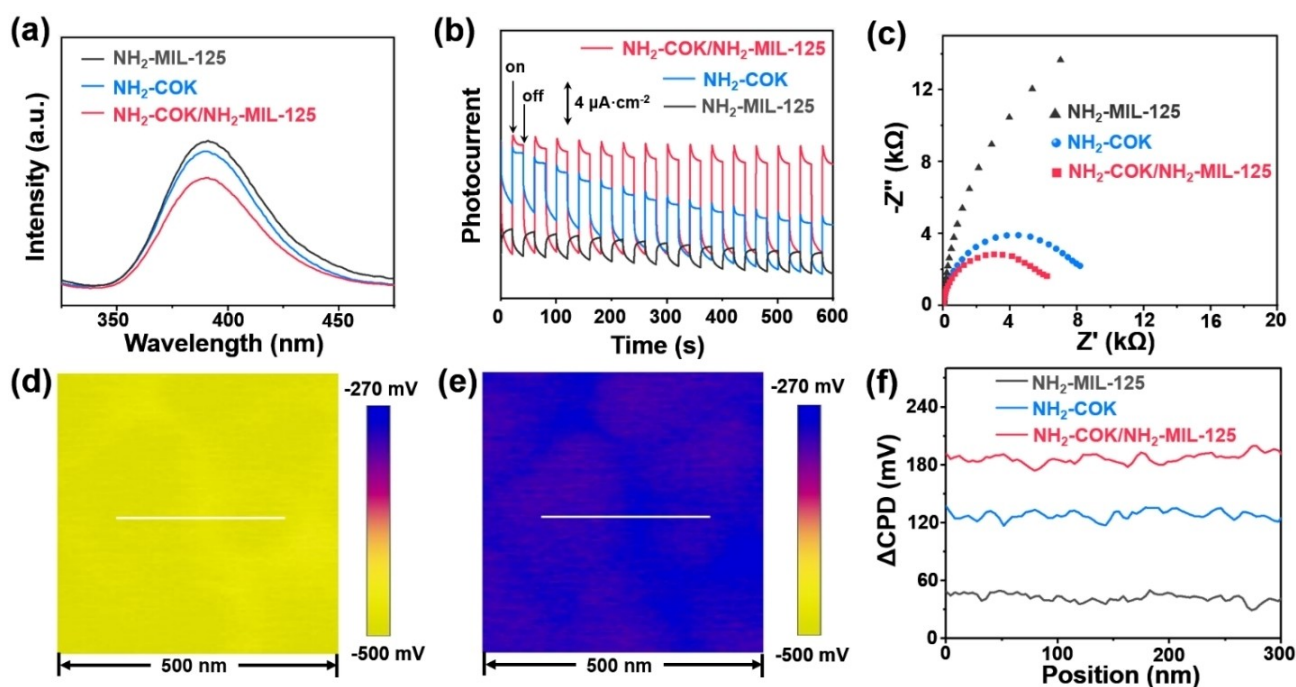 (a)
NH₂-MIL-125
NH₂-COK
NH₂-COK/NH₂-MIL-125
Intensity (a.u.)
325 375 425 475
Wavelength (nm)
(b)
NH₂-COK/NH₂-MIL-125
NH₂-COK
NH₂-MIL-125
on
off
4 μA·cm⁻²
Photocurrent
0 100 200 300 400 500 600
Time (s)
(c)
NH₂-MIL-125
NH₂-COK
NH₂-COK/NH₂-MIL-125
-Z'' (kΩ)
12
8
4
0
0 4 8 12 16 20
Z' (kΩ)
(d)
-270 mV
-500 mV
500 nm
(e)
-270 mV
-500 mV
500 nm
(f)
NH₂-MIL-125
NH₂-COK
NH₂-COK/NH₂-MIL-125
ΔCPD (mV)
240
180
120
60
0
0 100 200 300
Position (nm)